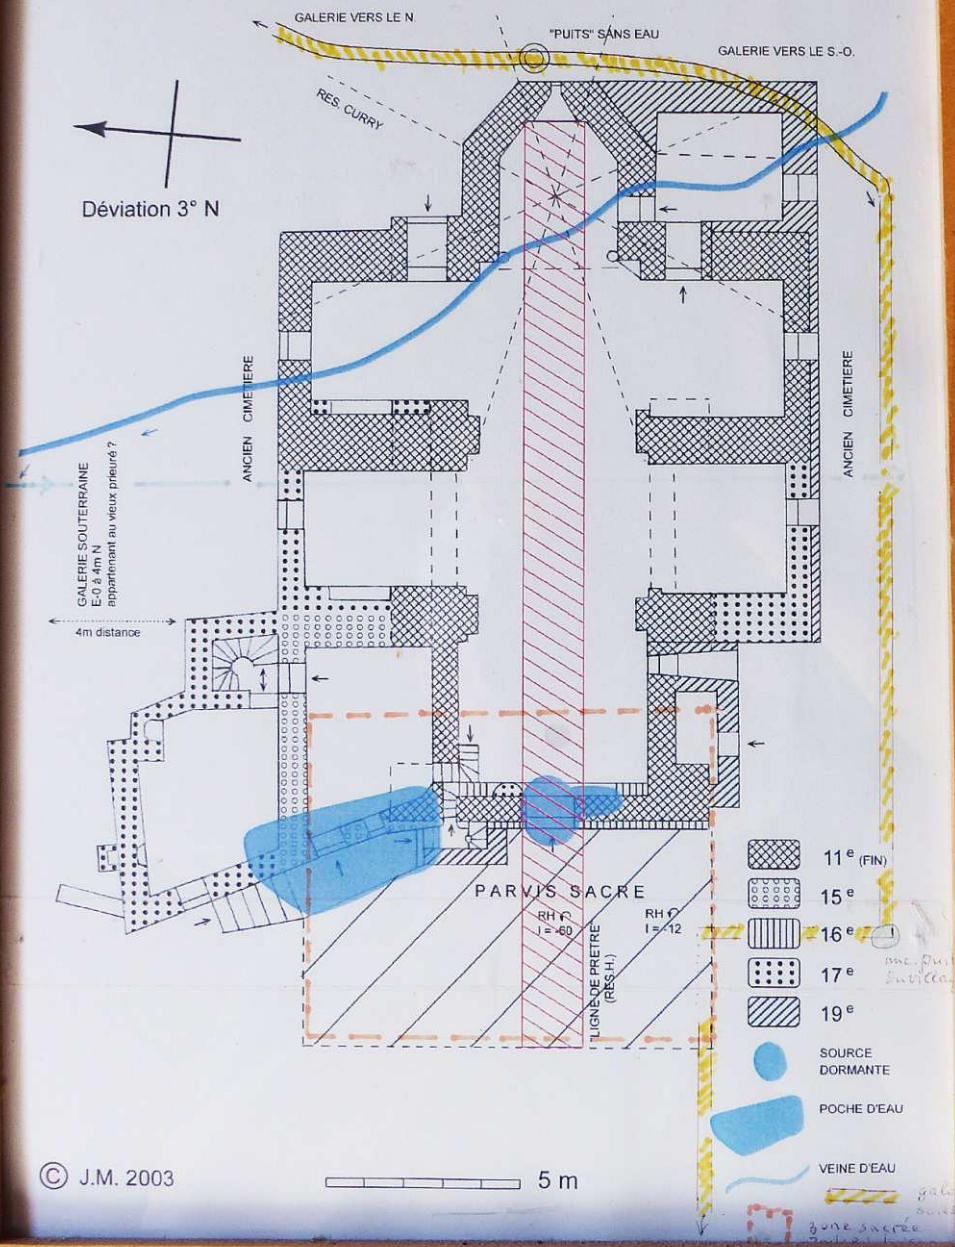 GALERIE VERS LE N.
"PUITS" SANS EAU
GALERIE VERS LE S.-O.
RES. CURRY
Déviation 3° N
ANCIEN CIMETIERE
ANCIEN CIMETIERE
GALERIE SOUTERRAINE
E-0 à 4m N
appartenant au vieux prieuré ?
4m distance
PARVIS SACRE
RH
I = -60
RH
I = -12
"LIGNE DE PRETRE"
(RES.H.)
11e (FIN)
15e
16e
17e
19e
SOURCE
DORMANTE
POCHE D'EAU
VEINE D'EAU
zone sacrée
© J.M. 2003
5 m